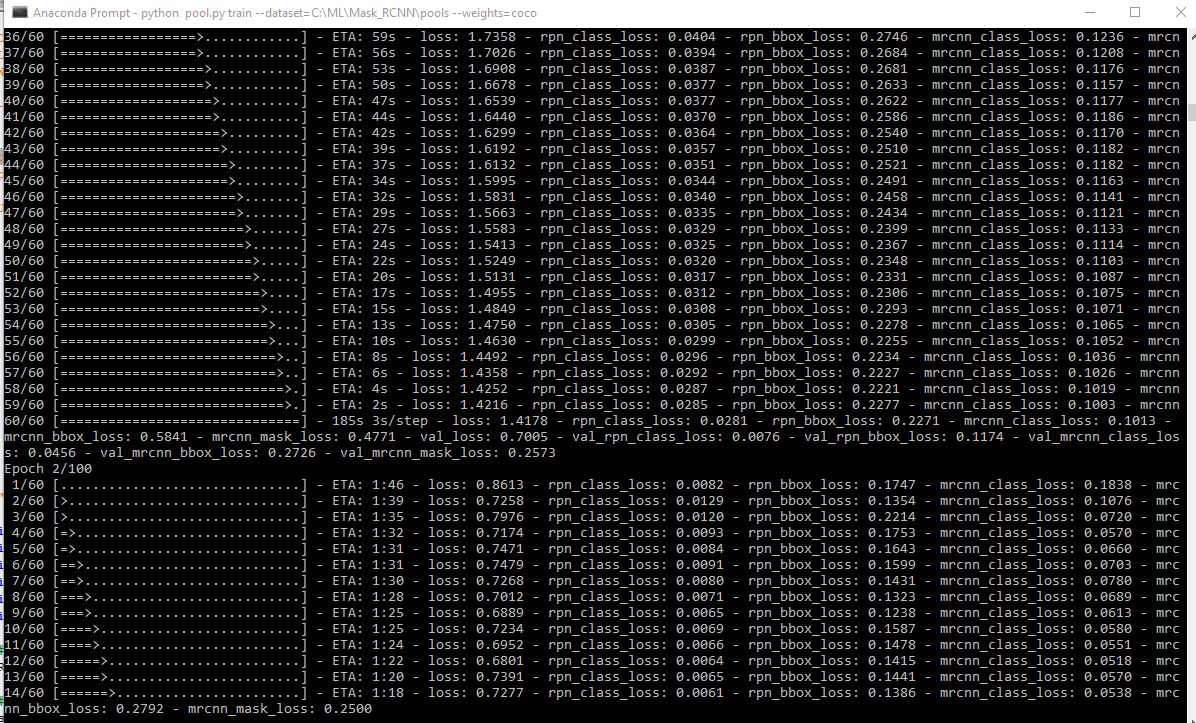 Anaconda Prompt - python  pool.py train --dataset=C:\ML\Mask_RCNN\pools --weights=coco
36/60 [=================>............] - ETA: 59s - loss: 1.7358 - rpn_class_loss: 0.0404 - rpn_bbox_loss: 0.2746 - mrcnn_class_loss: 0.1236 - mrcn
37/60 [=================>............] - ETA: 56s - loss: 1.7026 - rpn_class_loss: 0.0394 - rpn_bbox_loss: 0.2684 - mrcnn_class_loss: 0.1208 - mrcn
38/60 [==================>...........] - ETA: 53s - loss: 1.6908 - rpn_class_loss: 0.0387 - rpn_bbox_loss: 0.2681 - mrcnn_class_loss: 0.1176 - mrcn
39/60 [==================>...........] - ETA: 50s - loss: 1.6678 - rpn_class_loss: 0.0377 - rpn_bbox_loss: 0.2633 - mrcnn_class_loss: 0.1157 - mrcn
40/60 [===================>..........] - ETA: 47s - loss: 1.6539 - rpn_class_loss: 0.0377 - rpn_bbox_loss: 0.2622 - mrcnn_class_loss: 0.1177 - mrcn
41/60 [===================>..........] - ETA: 44s - loss: 1.6440 - rpn_class_loss: 0.0370 - rpn_bbox_loss: 0.2586 - mrcnn_class_loss: 0.1186 - mrcn
42/60 [====================>.........] - ETA: 42s - loss: 1.6299 - rpn_class_loss: 0.0364 - rpn_bbox_loss: 0.2540 - mrcnn_class_loss: 0.1170 - mrcn
43/60 [====================>.........] - ETA: 39s - loss: 1.6192 - rpn_class_loss: 0.0357 - rpn_bbox_loss: 0.2510 - mrcnn_class_loss: 0.1182 - mrcn
44/60 [=====================>........] - ETA: 37s - loss: 1.6132 - rpn_class_loss: 0.0351 - rpn_bbox_loss: 0.2521 - mrcnn_class_loss: 0.1182 - mrcn
45/60 [=====================>........] - ETA: 34s - loss: 1.5995 - rpn_class_loss: 0.0344 - rpn_bbox_loss: 0.2491 - mrcnn_class_loss: 0.1163 - mrcn
46/60 [======================>.......] - ETA: 32s - loss: 1.5831 - rpn_class_loss: 0.0340 - rpn_bbox_loss: 0.2458 - mrcnn_class_loss: 0.1141 - mrcn
47/60 [======================>.......] - ETA: 29s - loss: 1.5663 - rpn_class_loss: 0.0335 - rpn_bbox_loss: 0.2434 - mrcnn_class_loss: 0.1121 - mrcn
48/60 [=======================>......] - ETA: 27s - loss: 1.5583 - rpn_class_loss: 0.0329 - rpn_bbox_loss: 0.2399 - mrcnn_class_loss: 0.1133 - mrcn
49/60 [=======================>......] - ETA: 24s - loss: 1.5413 - rpn_class_loss: 0.0325 - rpn_bbox_loss: 0.2367 - mrcnn_class_loss: 0.1114 - mrcn
50/60 [========================>.....] - ETA: 22s - loss: 1.5249 - rpn_class_loss: 0.0320 - rpn_bbox_loss: 0.2348 - mrcnn_class_loss: 0.1103 - mrcn
51/60 [========================>.....] - ETA: 20s - loss: 1.5131 - rpn_class_loss: 0.0317 - rpn_bbox_loss: 0.2331 - mrcnn_class_loss: 0.1087 - mrcn
52/60 [=========================>....] - ETA: 17s - loss: 1.4955 - rpn_class_loss: 0.0312 - rpn_bbox_loss: 0.2306 - mrcnn_class_loss: 0.1075 - mrcn
53/60 [=========================>....] - ETA: 15s - loss: 1.4849 - rpn_class_loss: 0.0308 - rpn_bbox_loss: 0.2293 - mrcnn_class_loss: 0.1071 - mrcn
54/60 [==========================>...] - ETA: 13s - loss: 1.4750 - rpn_class_loss: 0.0305 - rpn_bbox_loss: 0.2278 - mrcnn_class_loss: 0.1065 - mrcn
55/60 [==========================>...] - ETA: 10s - loss: 1.4630 - rpn_class_loss: 0.0299 - rpn_bbox_loss: 0.2255 - mrcnn_class_loss: 0.1052 - mrcn
56/60 [===========================>..] - ETA: 8s - loss: 1.4492 - rpn_class_loss: 0.0296 - rpn_bbox_loss: 0.2234 - mrcnn_class_loss: 0.1036 - mrcnn
57/60 [===========================>..] - ETA: 6s - loss: 1.4358 - rpn_class_loss: 0.0292 - rpn_bbox_loss: 0.2227 - mrcnn_class_loss: 0.1026 - mrcnn
58/60 [============================>.] - ETA: 4s - loss: 1.4252 - rpn_class_loss: 0.0287 - rpn_bbox_loss: 0.2221 - mrcnn_class_loss: 0.1019 - mrcnn
59/60 [============================>.] - ETA: 2s - loss: 1.4216 - rpn_class_loss: 0.0285 - rpn_bbox_loss: 0.2277 - mrcnn_class_loss: 0.1003 - mrcnn
60/60 [==============================] - 185s 3s/step - loss: 1.4178 - rpn_class_loss: 0.0281 - rpn_bbox_loss: 0.2271 - mrcnn_class_loss: 0.1013 -
mrcnn_bbox_loss: 0.5841 - mrcnn_mask_loss: 0.4771 - val_loss: 0.7005 - val_rpn_class_loss: 0.0076 - val_rpn_bbox_loss: 0.1174 - val_mrcnn_class_los
s: 0.0456 - val_mrcnn_bbox_loss: 0.2726 - val_mrcnn_mask_loss: 0.2573
Epoch 2/100
1/60 [..............................] - ETA: 1:46 - loss: 0.8613 - rpn_class_loss: 0.0082 - rpn_bbox_loss: 0.1747 - mrcnn_class_loss: 0.1838 - mrc
2/60 [>.............................] - ETA: 1:39 - loss: 0.7258 - rpn_class_loss: 0.0129 - rpn_bbox_loss: 0.1354 - mrcnn_class_loss: 0.1076 - mrc
3/60 [>.............................] - ETA: 1:35 - loss: 0.7976 - rpn_class_loss: 0.0120 - rpn_bbox_loss: 0.2214 - mrcnn_class_loss: 0.0720 - mrc
4/60 [=>............................] - ETA: 1:32 - loss: 0.7174 - rpn_class_loss: 0.0093 - rpn_bbox_loss: 0.1753 - mrcnn_class_loss: 0.0570 - mrc
5/60 [=>............................] - ETA: 1:31 - loss: 0.7471 - rpn_class_loss: 0.0084 - rpn_bbox_loss: 0.1643 - mrcnn_class_loss: 0.0660 - mrc
6/60 [==>...........................] - ETA: 1:31 - loss: 0.7479 - rpn_class_loss: 0.0091 - rpn_bbox_loss: 0.1599 - mrcnn_class_loss: 0.0703 - mrc
7/60 [==>...........................] - ETA: 1:30 - loss: 0.7268 - rpn_class_loss: 0.0080 - rpn_bbox_loss: 0.1431 - mrcnn_class_loss: 0.0780 - mrc
8/60 [===>..........................] - ETA: 1:28 - loss: 0.7012 - rpn_class_loss: 0.0071 - rpn_bbox_loss: 0.1323 - mrcnn_class_loss: 0.0689 - mrc
9/60 [===>..........................] - ETA: 1:25 - loss: 0.6889 - rpn_class_loss: 0.0065 - rpn_bbox_loss: 0.1238 - mrcnn_class_loss: 0.0613 - mrc
10/60 [====>.........................] - ETA: 1:25 - loss: 0.7234 - rpn_class_loss: 0.0069 - rpn_bbox_loss: 0.1587 - mrcnn_class_loss: 0.0580 - mrc
11/60 [====>.........................] - ETA: 1:24 - loss: 0.6952 - rpn_class_loss: 0.0066 - rpn_bbox_loss: 0.1478 - mrcnn_class_loss: 0.0551 - mrc
12/60 [=====>........................] - ETA: 1:22 - loss: 0.6801 - rpn_class_loss: 0.0064 - rpn_bbox_loss: 0.1415 - mrcnn_class_loss: 0.0518 - mrc
13/60 [=====>........................] - ETA: 1:20 - loss: 0.7391 - rpn_class_loss: 0.0065 - rpn_bbox_loss: 0.1441 - mrcnn_class_loss: 0.0570 - mrc
14/60 [======>.......................] - ETA: 1:18 - loss: 0.7277 - rpn_class_loss: 0.0061 - rpn_bbox_loss: 0.1386 - mrcnn_class_loss: 0.0538 - mrc
nn_bbox_loss: 0.2792 - mrcnn_mask_loss: 0.2500